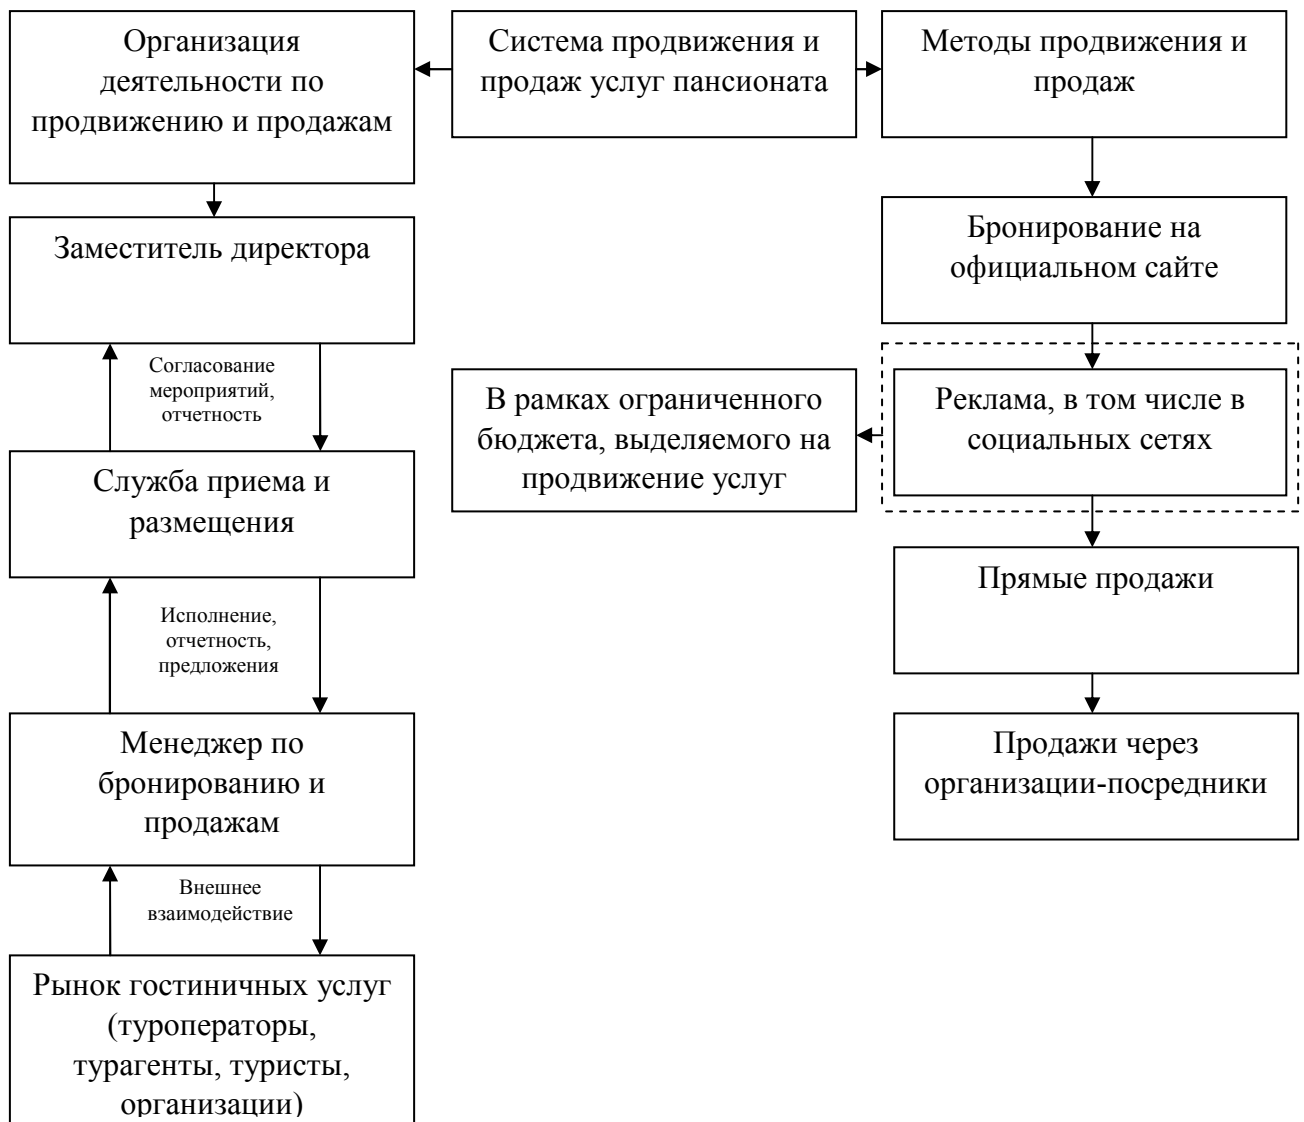 Организация
деятельности по
продвижению и продажам
Система продвижения и
продаж услуг пансионата
Методы продвижения и
продаж
Заместитель директора
Бронирование на
официальном сайте
Согласование
мероприятий,
отчетность
В рамках ограниченного
бюджета, выделяемого на
продвижение услуг
Реклама, в том числе в
социальных сетях
Служба приема и
размещения
Прямые продажи
Исполнение,
отчетность,
предложения
Менеджер по
бронированию и
продажам
Продажи через
организации-посредники
Внешнее
взаимодействие
Рынок гостиничных услуг
(туроператоры,
турагенты, туристы,
организации)